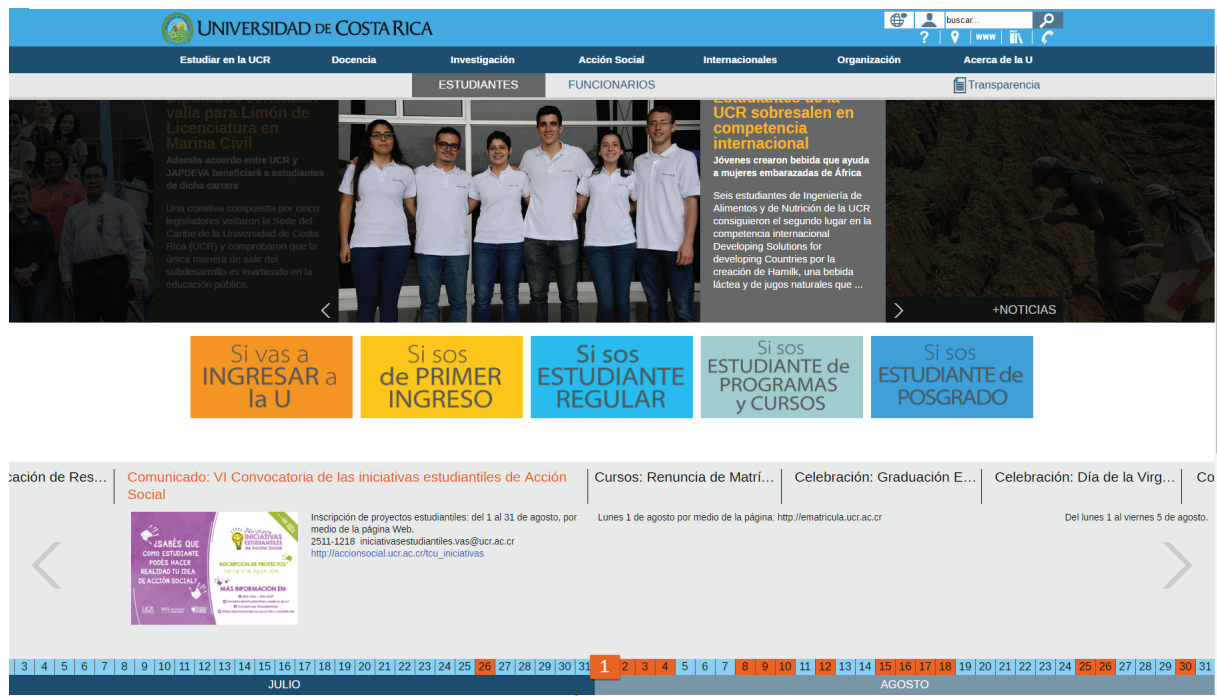 UNIVERSIDAD DE COSTA RICA
buscar...
?
www
Estudiar en la UCR
Docencia
Investigación
Acción Social
Internacionales
Organización
Acerca de la U
ESTUDIANTES
FUNCIONARIOS
Transparencia
valía para Limón de
Licenciatura en
Marina Civil
Además acuerdo entre UCR y
JAPDEVA beneficiará a estudiantes
de dicha carrera
Una comitiva compuesta por cinco
legisladores visitaron la Sede del
Caribe de la Universidad de Costa
Rica (UCR) y comprobaron que la
única manera de salir del
subdesarrollo es invirtiendo en la
educación pública.
Estudiantes de la
UCR sobresalen en
competencia
internacional
Jóvenes crearon bebida que ayuda
a mujeres embarazadas de África
Seis estudiantes de Ingeniería de
Alimentos y de Nutrición de la UCR
consiguieron el segundo lugar en la
competencia internacional
Developing Solutions for
developing Countries por la
creación de Hamilk, una bebida
láctea y de jugos naturales que ...
+NOTICIAS
Si vas a
INGRESAR a
la U
Si sos
de PRIMER
INGRESO
Si sos
ESTUDIANTE
REGULAR
Si sos
ESTUDIANTE de
PROGRAMAS
y CURSOS
Si sos
ESTUDIANTE de
POSGRADO
cación de Res...
Comunicado: VI Convocatoria de las iniciativas estudiantiles de Acción
Social
Cursos: Renuncia de Matrí...
Celebración: Graduación E...
Celebración: Día de la Virg...
Co
¿SABÉS QUE
COMO ESTUDIANTE
PODÉS HACER
REALIDAD TU IDEA
DE ACCIÓN SOCIAL?
INICIATIVAS
ESTUDIANTILES
de Acción Social
INSCRIPCIÓN DE PROYECTOS
Del 1 al 31 de Agosto 2016
MÁS INFORMACIÓN EN:
UCR
Inscripción de proyectos estudiantiles: del 1 al 31 de agosto, por
medio de la página Web.
2511-1218 iniciativasestudiantiles.vas@ucr.ac.cr
http://accionsocial.ucr.ac.cr/tcu_iniciativas
Lunes 1 de agosto por medio de la página: http://ematricula.ucr.ac.cr
Del lunes 1 al viernes 5 de agosto.
3 4 5 6 7 8 9 10 11 12 13 14 15 16 17 18 19 20 21 22 23 24 25 26 27 28 29 30 31 1 2 3 4 5 6 7 8 9 10 11 12 13 14 15 16 17 18 19 20 21 22 23 24 25 26 27 28 29 30 31
JULIO
AGOSTO